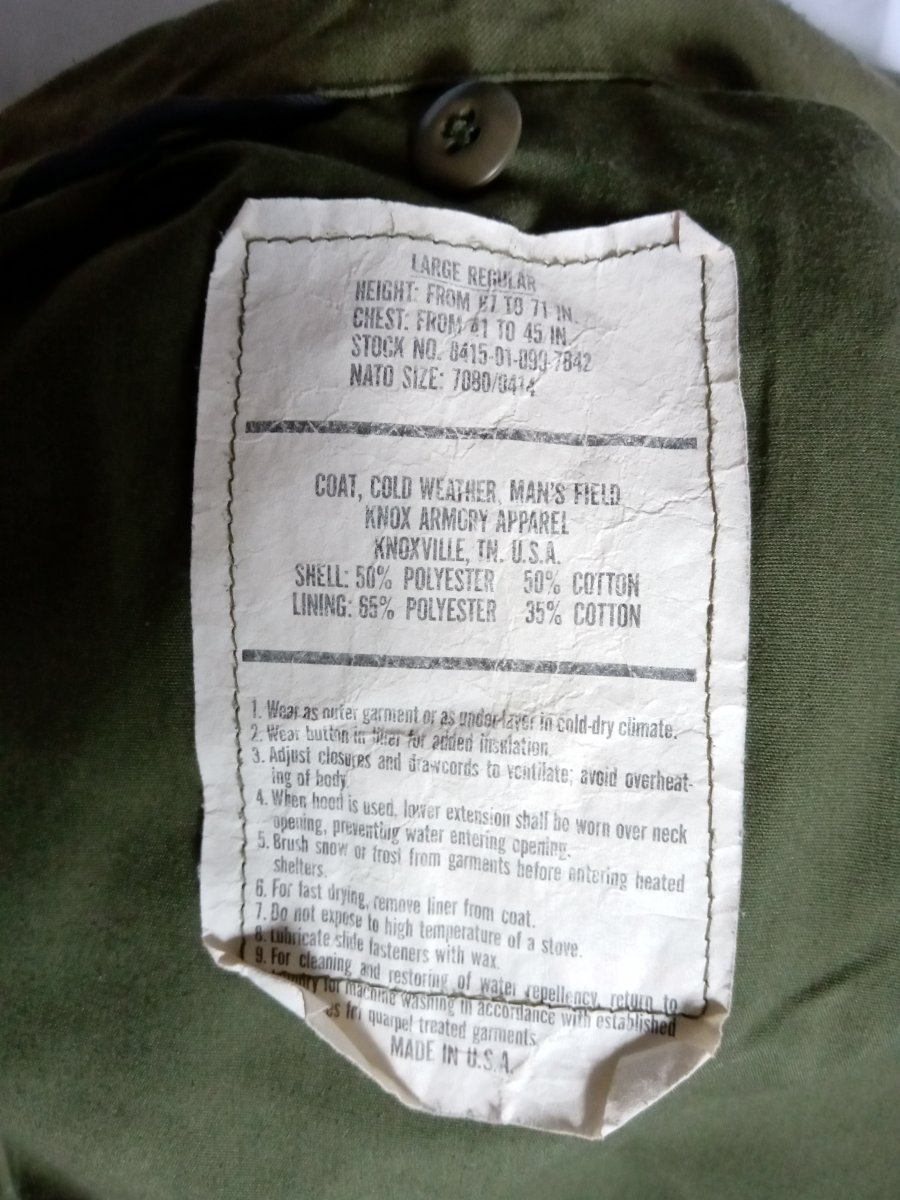 LARGE REGULAR
HEIGHT: FROM 67 TO 71 IN.
CHEST: FROM 41 TO 45 IN.
STOCK NO. 8415-01-099-7842
NATO SIZE: 7080/0414
COAT, COLD WEATHER, MAN'S FIELD
KNOX ARMORY APPAREL
KNOXVILLE, TN. U.S.A.
SHELL: 50% POLYESTER 50% COTTON
LINING: 65% POLYESTER 35% COTTON
1. Wear as outer garment or as under-layer in cold-dry climate.
2. Wear button-in liner for added insulation.
3. Adjust closures and drawcords to ventilate; avoid overheat-
ing of body.
4. When hood is used, lower extension shall be worn over neck
opening, preventing water entering opening.
5. Brush snow or frost from garments before entering heated
shelters.
6. For fast drying, remove liner from coat.
7. Do not expose to high temperature of a stove.
8. Lubricate slide fasteners with wax.
9. For cleaning and restoring of water repellency, return to
for machine washing in accordance with established
quarpel treated garments.
MADE IN U.S.A.